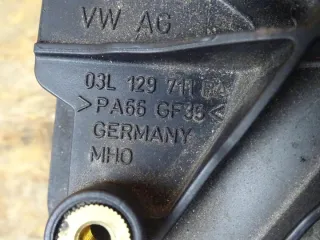 VW AG
03L 129 711
>PA66 GF35<
GERMANY
MHO